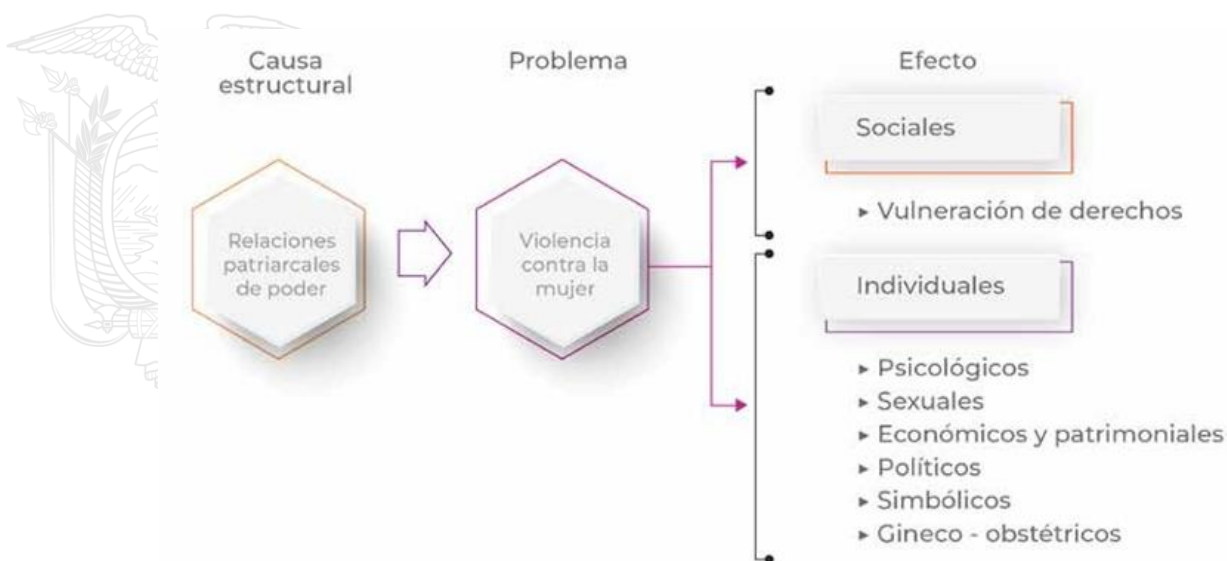 Causa
estructural
Problema
Efecto
Relaciones
patriarcales
de poder
Violencia
contra la
mujer
Sociales
▸ Vulneración de derechos
Individuales
▸ Psicológicos
▸ Sexuales
▸ Económicos y patrimoniales
▸ Políticos
▸ Simbólicos
▸ Gineco - obstétricos